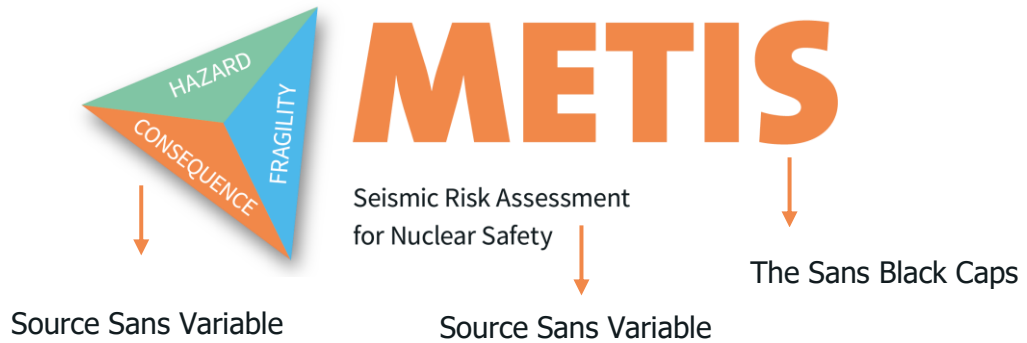 HAZARD
FRAGILITY
CONSEQUENCE
METIS
Seismic Risk Assessment
for Nuclear Safety
The Sans Black Caps
Source Sans Variable
Source Sans Variable